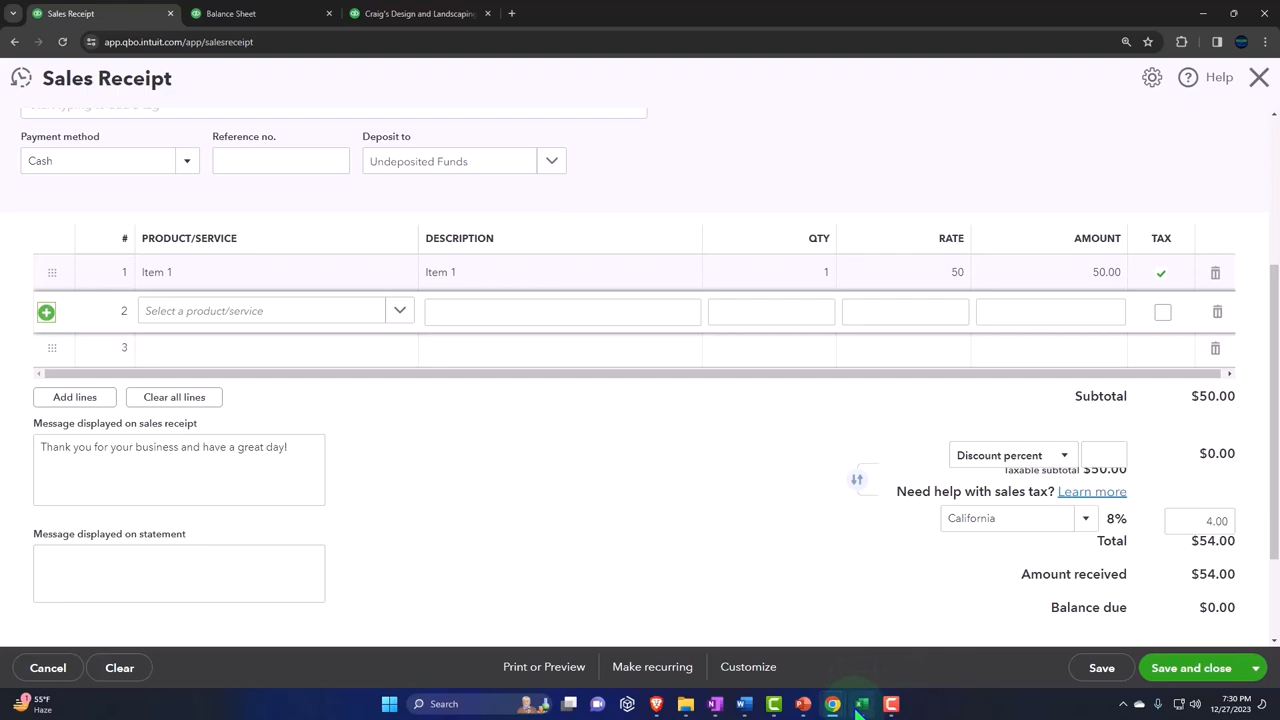 Sales Receipt
Balance Sheet
Craig's Design and Landscaping
app.qbo.intuit.com/app/salesreceipt
Sales Receipt
Help
Payment method
Reference no.
Deposit to
Cash
Undeposited Funds
# PRODUCT/SERVICE DESCRIPTION QTY RATE AMOUNT TAX
1 Item 1 Item 1 1 50 50.00
2 Select a product/service
3
Add lines
Clear all lines
Subtotal $50.00
Message displayed on sales receipt
Thank you for your business and have a great day!
Discount percent $0.00
Taxable subtotal $50.00
Need help with sales tax? Learn more
California 8% 4.00
Message displayed on statement
Total $54.00
Amount received $54.00
Balance due $0.00
Cancel
Clear
Print or Preview
Make recurring
Customize
Save
Save and close
1
55°F
Haze
Search
7:30 PM
12/27/2023